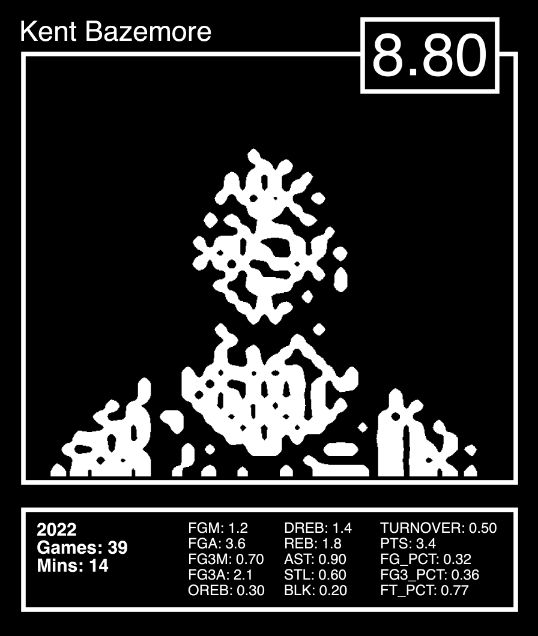 Kent Bazemore
8.80
2022
Games: 39
Mins: 14
FGM: 1.2
FGA: 3.6
FG3M: 0.70
FG3A: 2.1
OREB: 0.30
DREB: 1.4
REB: 1.8
AST: 0.90
STL: 0.60
BLK: 0.20
TURNOVER: 0.50
PTS: 3.4
FG_PCT: 0.32
FG3_PCT: 0.36
FT_PCT: 0.77